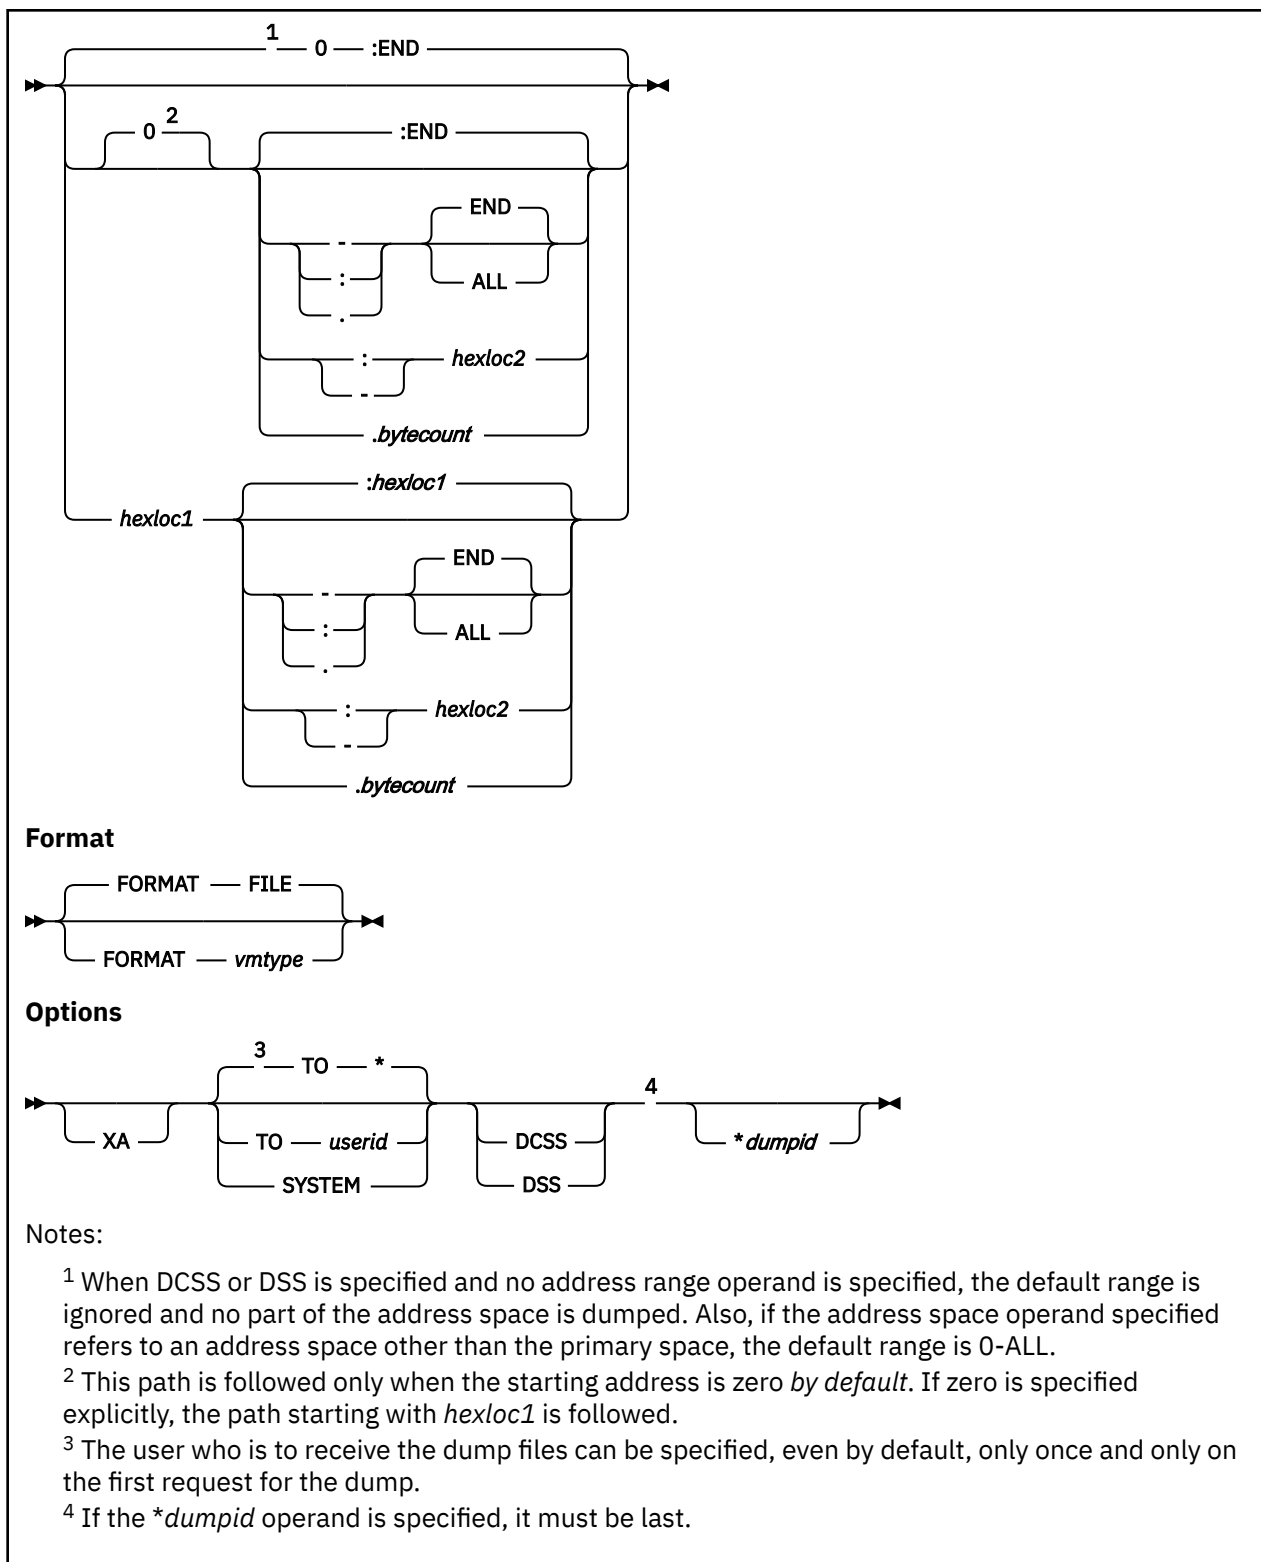 1
0 :END
0 2
:END
END
-
:
ALL
.
: hexloc2
-
.bytecount
:hexloc1
hexloc1
END
-
:
ALL
.
: hexloc2
-
.bytecount
Format
FORMAT FILE
FORMAT vmtype
Options
3
TO *
4
XA TO userid DCSS *dumpid
SYSTEM DSS
Notes:
1 When DCSS or DSS is specified and no address range operand is specified, the default range is
ignored and no part of the address space is dumped. Also, if the address space operand specified
refers to an address space other than the primary space, the default range is 0-ALL.
2 This path is followed only when the starting address is zero by default. If zero is specified
explicitly, the path starting with hexloc1 is followed.
3 The user who is to receive the dump files can be specified, even by default, only once and only on
the first request for the dump.
4 If the *dumpid operand is specified, it must be last.